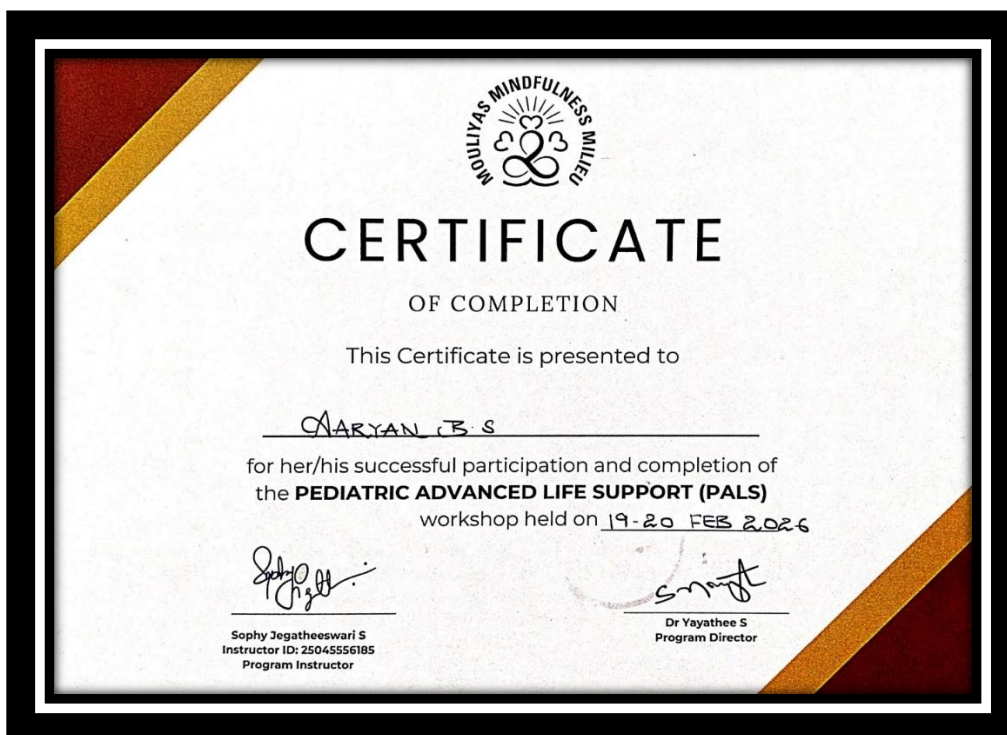 MOULIYAS MINDFULNESS MILIEU
CERTIFICATE
OF COMPLETION
This Certificate is presented to
AARYAN B S
for her/his successful participation and completion of
the PEDIATRIC ADVANCED LIFE SUPPORT (PALS)
workshop held on 19-20 FEB 2026
Sophy Jegatheeswari S
Instructor ID: 25045556185
Program Instructor
Dr Yayathee S
Program Director